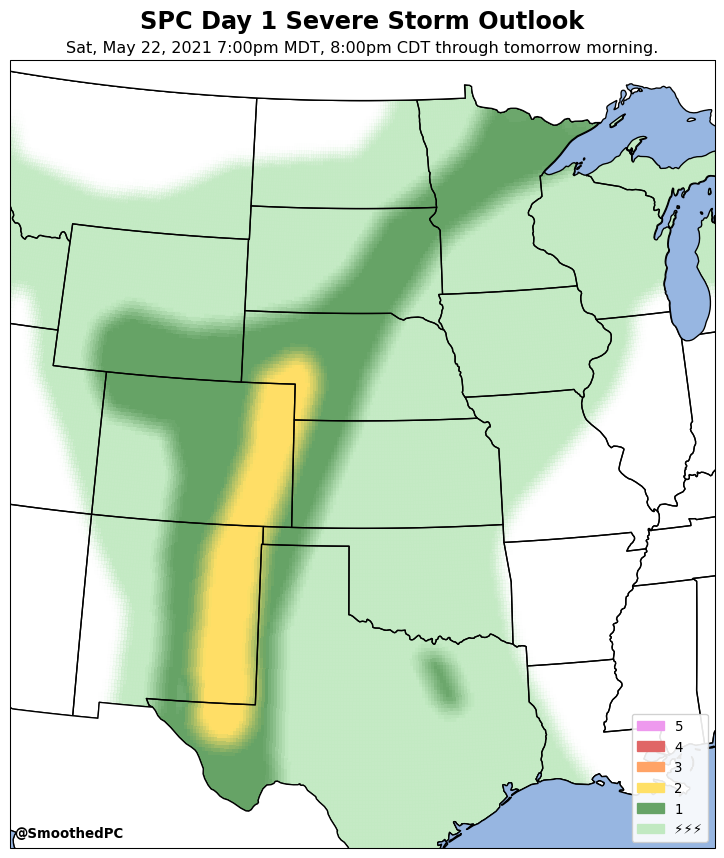 SPC Day 1 Severe Storm Outlook
Sat, May 22, 2021 7:00pm MDT, 8:00pm CDT through tomorrow morning.
5
4
3
2
1
⚡⚡⚡
@SmoothedPC